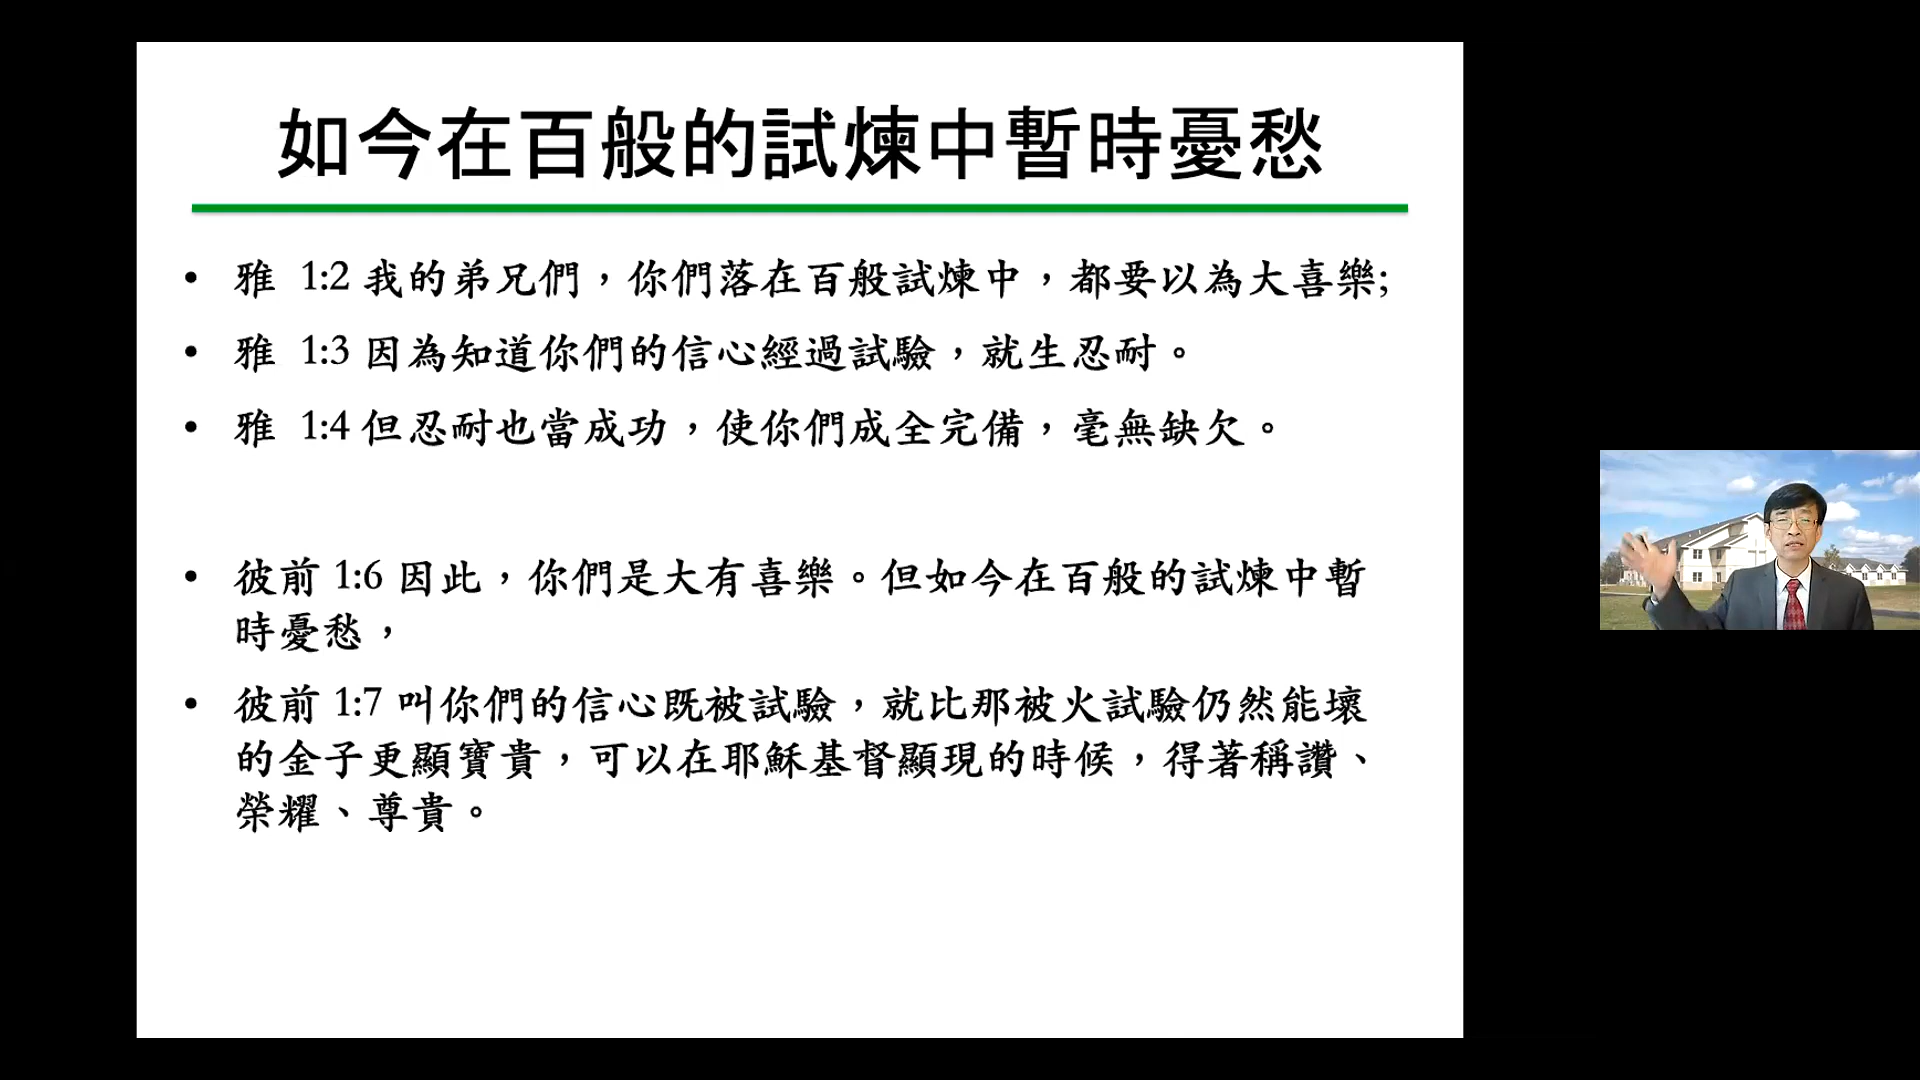 如今在百般的試煉中暫時憂愁
• 雅 1:2 我的弟兄們，你們落在百般試煉中，都要以為大喜樂;
• 雅 1:3 因為知道你們的信心經過試驗，就生忍耐。
• 雅 1:4 但忍耐也當成功，使你們成全完備，毫無缺欠。
• 彼前 1:6 因此，你們是大有喜樂。但如今在百般的試煉中暫
時憂愁，
• 彼前 1:7 叫你們的信心既被試驗，就比那被火試驗仍然能壞
的金子更顯寶貴，可以在耶穌基督顯現的時候，得著稱讚、
榮耀、尊貴。